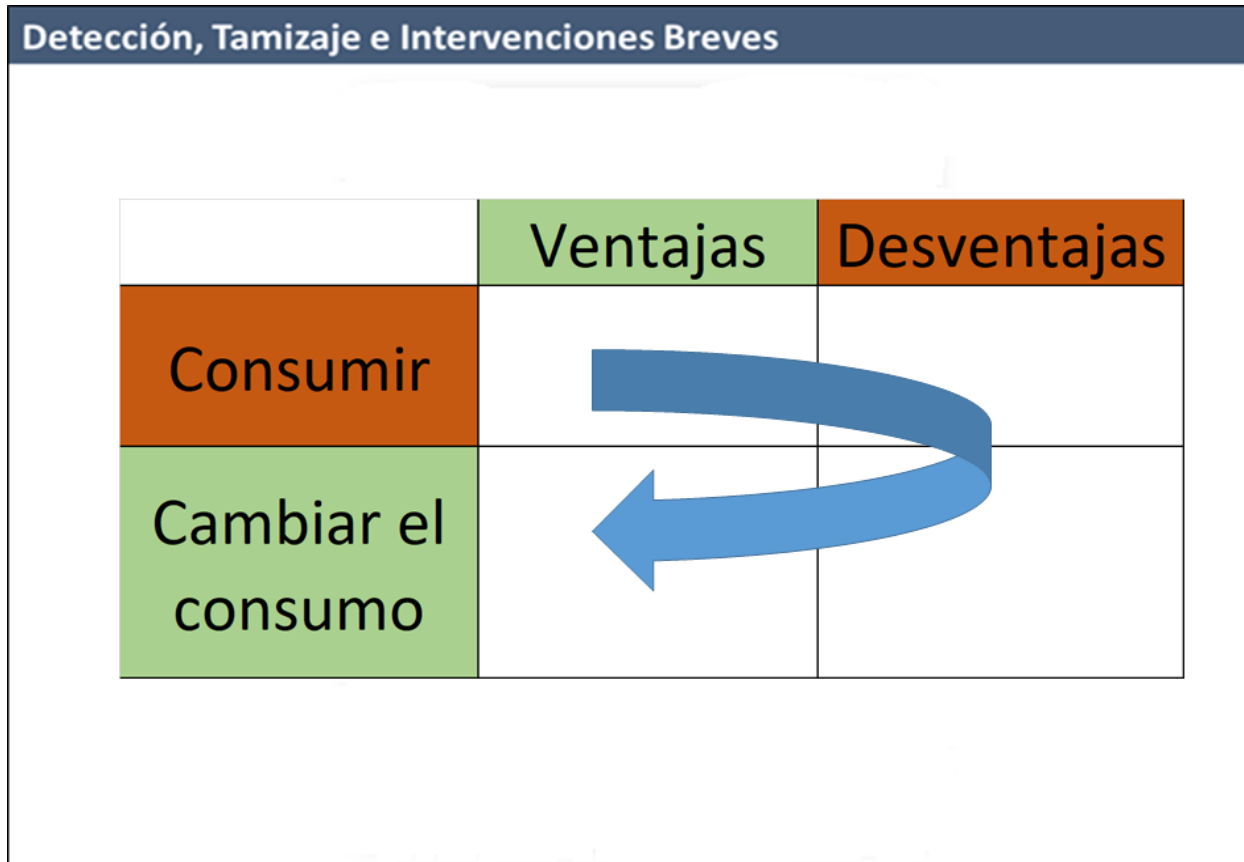 Detección, Tamizaje e Intervenciones Breves
Ventajas
Desventajas
Consumir
Cambiar el
consumo